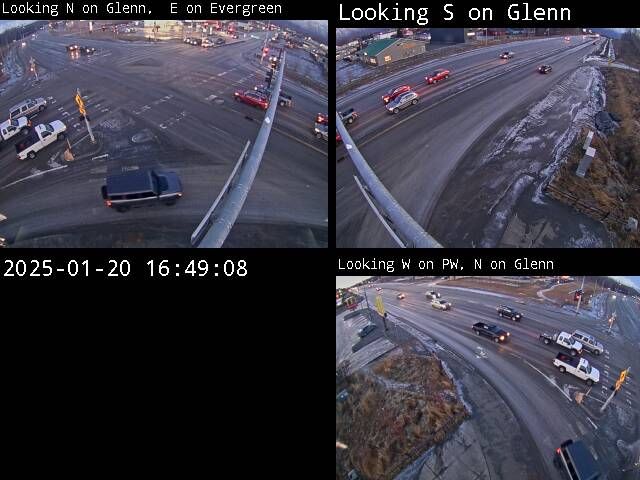 Looking N on Glenn,  E on Evergreen
Looking S on Glenn
2025-01-20 16:49:08
Looking W on PW, N on Glenn